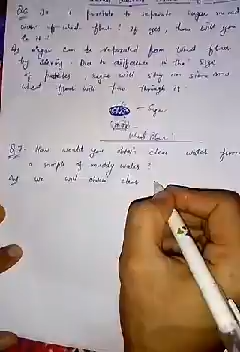 Q6 Is it possible to separate sugar mixed
with wheat flour? If yes, how will you
do it?
As sugar can be separated from wheat flour
by sieving. Due to difference in the size
of particles, sugar will stay on sieve and
wheat flour will pass through it.
Sugar
Wheat flour
Q.7. How would you obtain clear water from
a sample of muddy water?
As We will obtain clear